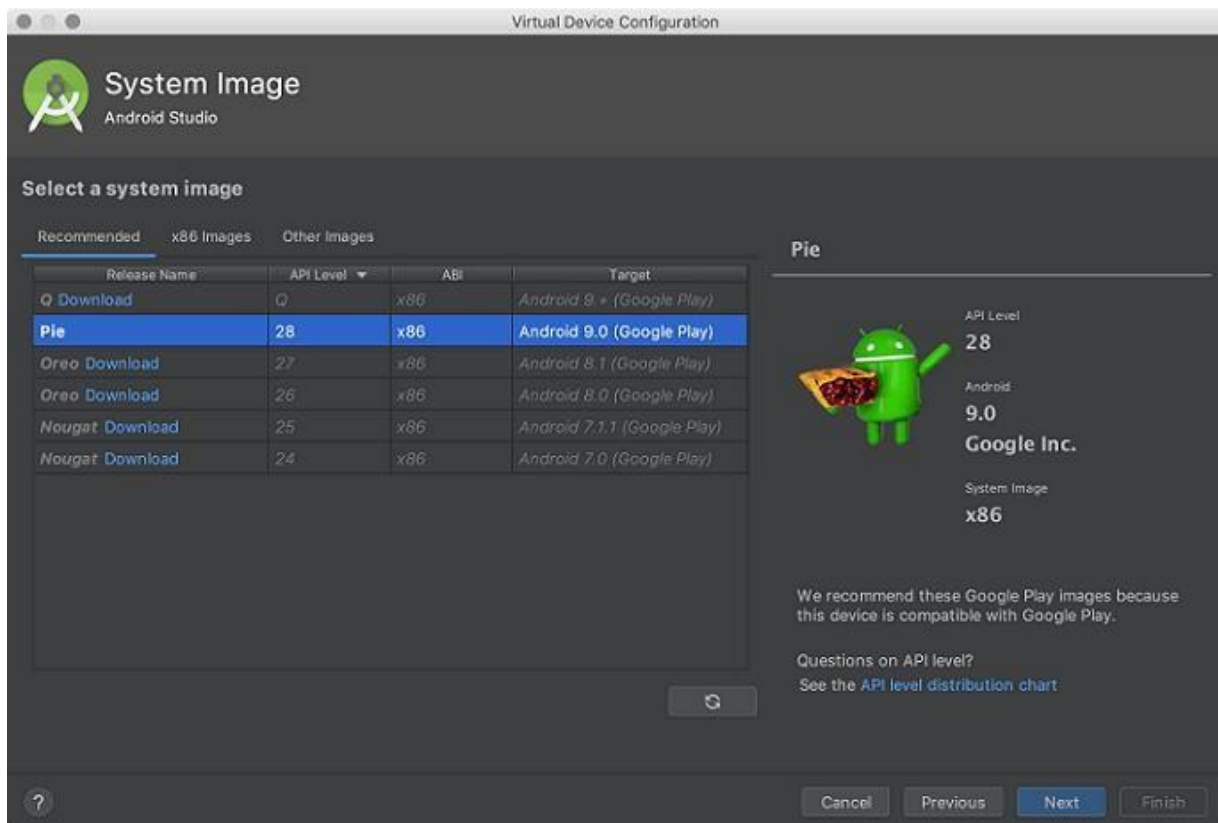 Virtual Device Configuration
System Image
Android Studio
Select a system image
Recommended x86 Images Other Images
Release Name API Level ABI Target
Q Download Q x86 Android 9.+ (Google Play)
Pie 28 x86 Android 9.0 (Google Play)
Oreo Download 27 x86 Android 8.1 (Google Play)
Oreo Download 26 x86 Android 8.0 (Google Play)
Nougat Download 25 x86 Android 7.1.1 (Google Play)
Nougat Download 24 x86 Android 7.0 (Google Play)
Pie
API Level
28
Android
9.0
Google Inc.
System Image
x86
We recommend these Google Play images because
this device is compatible with Google Play.
Questions on API level?
See the API level distribution chart
? Cancel Previous Next Finish